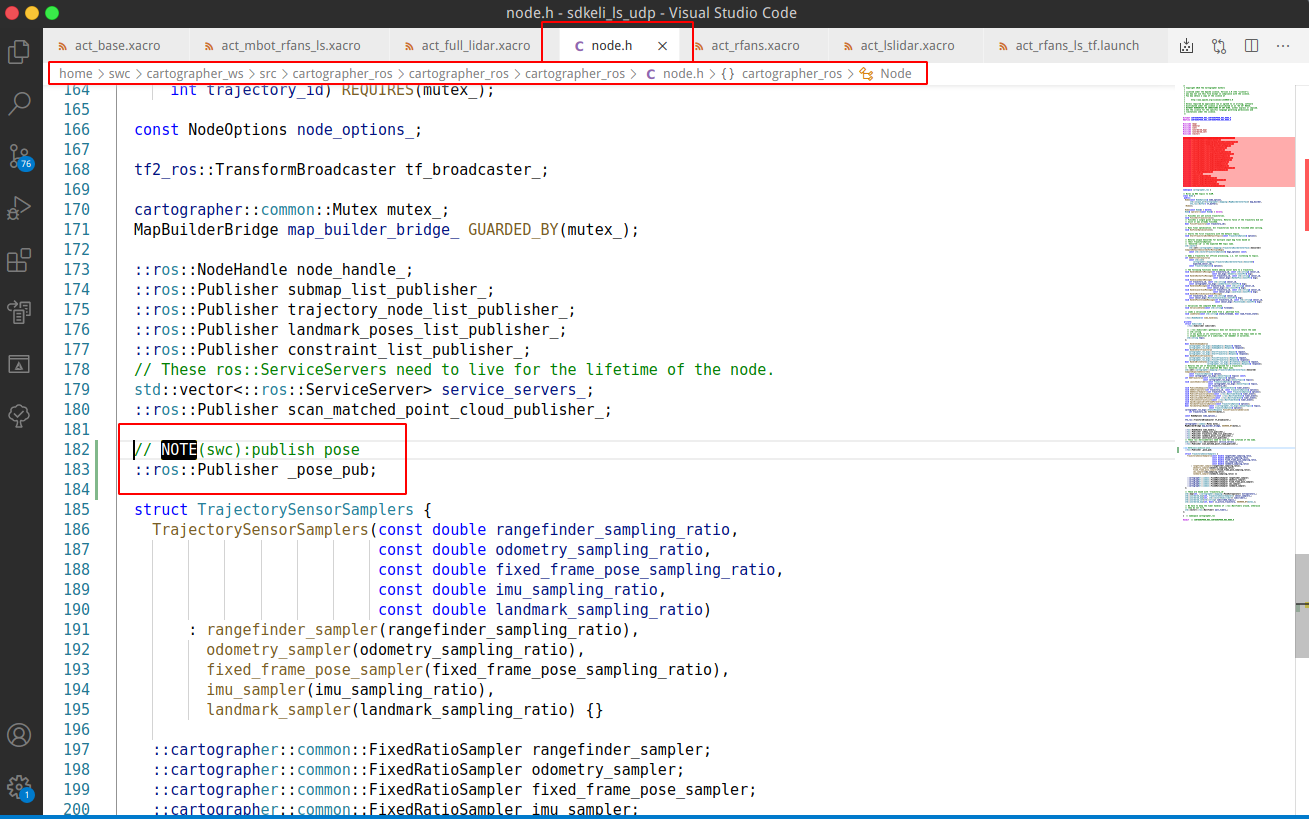 node.h - sdkeli_ls_udp - Visual Studio Code
act_base.xacro act_mbot_rfans_ls.xacro act_full_lidar.xacro C node.h × act_rfans.xacro act_lslidar.xacro act_rfans_ls_tf.launch ···
home > swc > cartographer_ws > src > cartographer_ros > cartographer_ros > cartographer_ros > C node.h > {} cartographer_ros > Node
164 int trajectory_id) REQUIRES(mutex_);
165
166 const NodeOptions node_options_;
167
168 tf2_ros::TransformBroadcaster tf_broadcaster_;
169
170 cartographer::common::Mutex mutex_;
171 MapBuilderBridge map_builder_bridge_ GUARDED_BY(mutex_);
172
173 ::ros::NodeHandle node_handle_;
174 ::ros::Publisher submap_list_publisher_;
175 ::ros::Publisher trajectory_node_list_publisher_;
176 ::ros::Publisher landmark_poses_list_publisher_;
177 ::ros::Publisher constraint_list_publisher_;
178 // These ros::ServiceServers need to live for the lifetime of the node.
179 std::vector<::ros::ServiceServer> service_servers_;
180 ::ros::Publisher scan_matched_point_cloud_publisher_;
181
182 // NOTE(swc):publish pose
183 ::ros::Publisher _pose_pub;
184
185 struct TrajectorySensorSamplers {
186 TrajectorySensorSamplers(const double rangefinder_sampling_ratio,
187 const double odometry_sampling_ratio,
188 const double fixed_frame_pose_sampling_ratio,
189 const double imu_sampling_ratio,
190 const double landmark_sampling_ratio)
191 : rangefinder_sampler(rangefinder_sampling_ratio),
192 odometry_sampler(odometry_sampling_ratio),
193 fixed_frame_pose_sampler(fixed_frame_pose_sampling_ratio),
194 imu_sampler(imu_sampling_ratio),
195 landmark_sampler(landmark_sampling_ratio) {}
196
197 ::cartographer::common::FixedRatioSampler rangefinder_sampler;
198 ::cartographer::common::FixedRatioSampler odometry_sampler;
199 ::cartographer::common::FixedRatioSampler fixed_frame_pose_sampler;
200 ::cartographer::common::FixedRatioSampler imu_sampler;
76
1